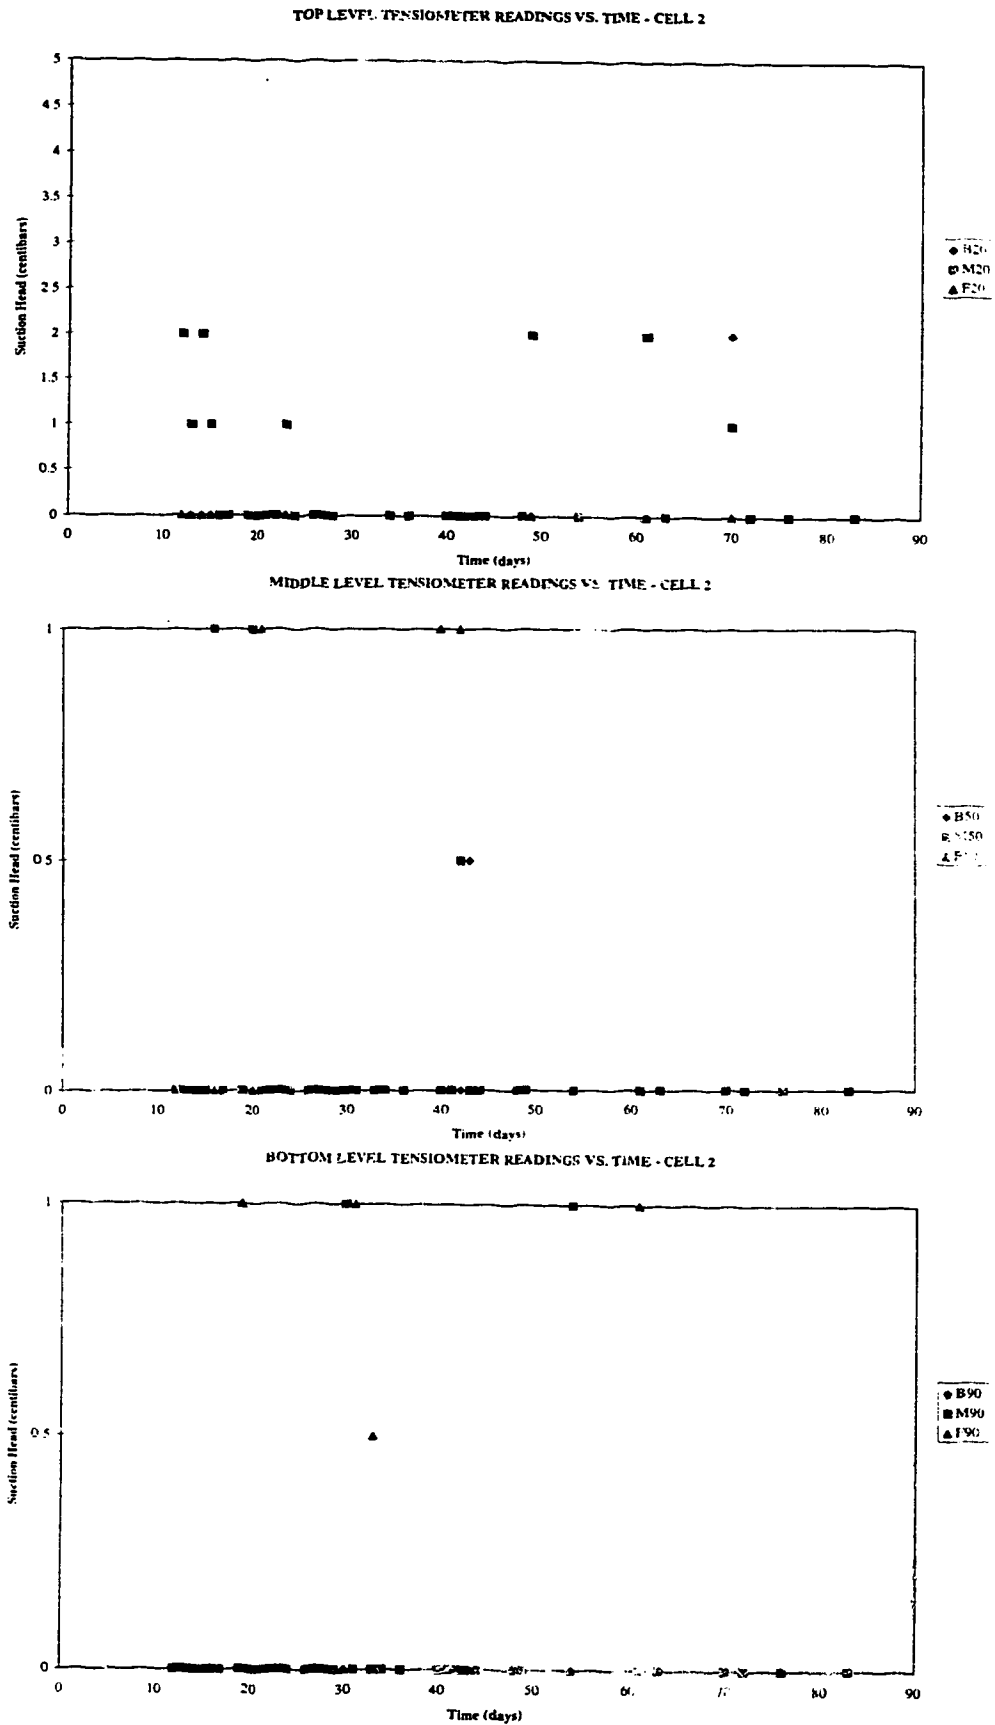 TOP LEVEL TENSIOMETER READINGS VS. TIME - CELL 2
5
4.5
4
3.5
3
2.5
2
1.5
1
0.5
0
0 10 20 30 40 50 60 70 80 90
Suction Head (centibars)
Time (days)
B20
M20
F20
MIDDLE LEVEL TENSIOMETER READINGS VS. TIME - CELL 2
1
0.5
0
0 10 20 30 40 50 60 70 80 90
Suction Head (centibars)
Time (days)
B50
M50
BOTTOM LEVEL TENSIOMETER READINGS VS. TIME - CELL 2
1
0.5
0
0 10 20 30 40 50 60 80 90
Suction Head (centibars)
Time (days)
B90
M90
F90